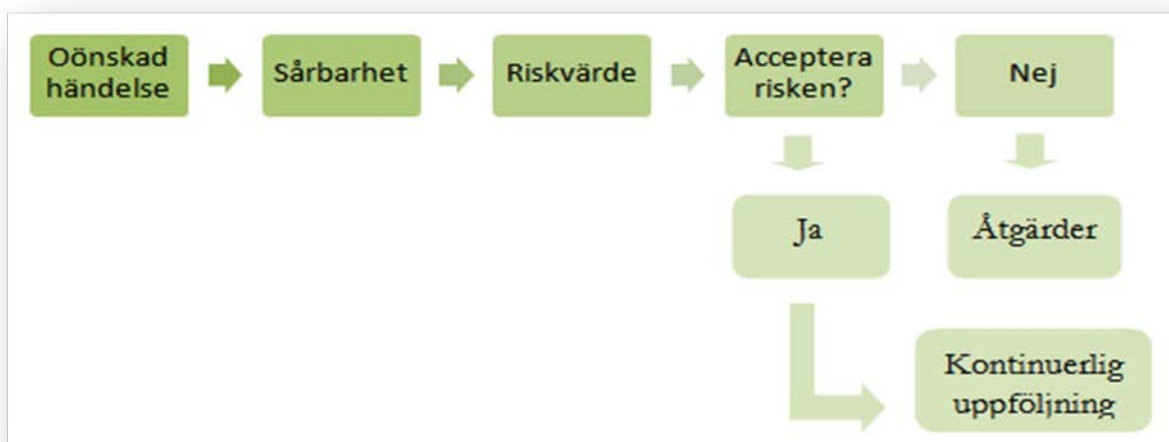 Oönskad
händelse
Sårbarhet
Riskvärde
Acceptera
risken?
Nej
Ja
Åtgärder
Kontinuerlig
uppföljning